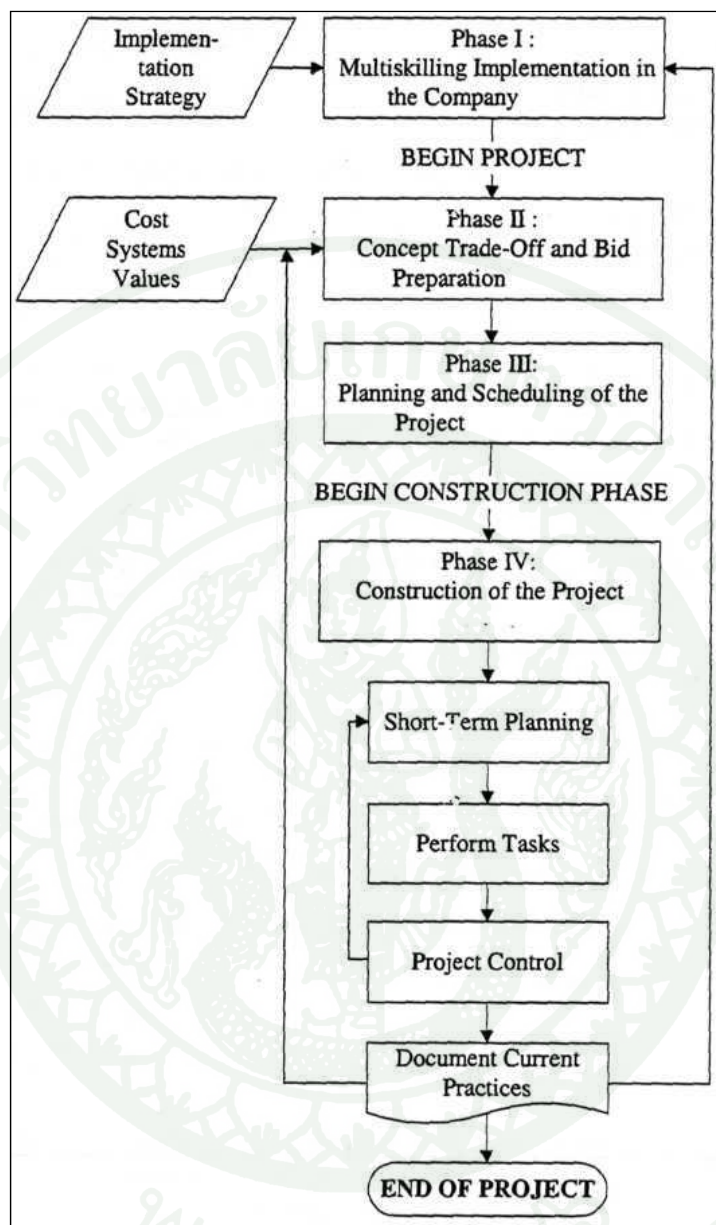 Implemen-
tation
Strategy
Phase I :
Multiskilling Implementation in
the Company
BEGIN PROJECT
Cost
Systems
Values
Phase II :
Concept Trade-Off and Bid
Preparation
Phase III:
Planning and Scheduling of the
Project
BEGIN CONSTRUCTION PHASE
Phase IV:
Construction of the Project
Short-Term Planning
Perform Tasks
Project Control
Document Current
Practices
END OF PROJECT